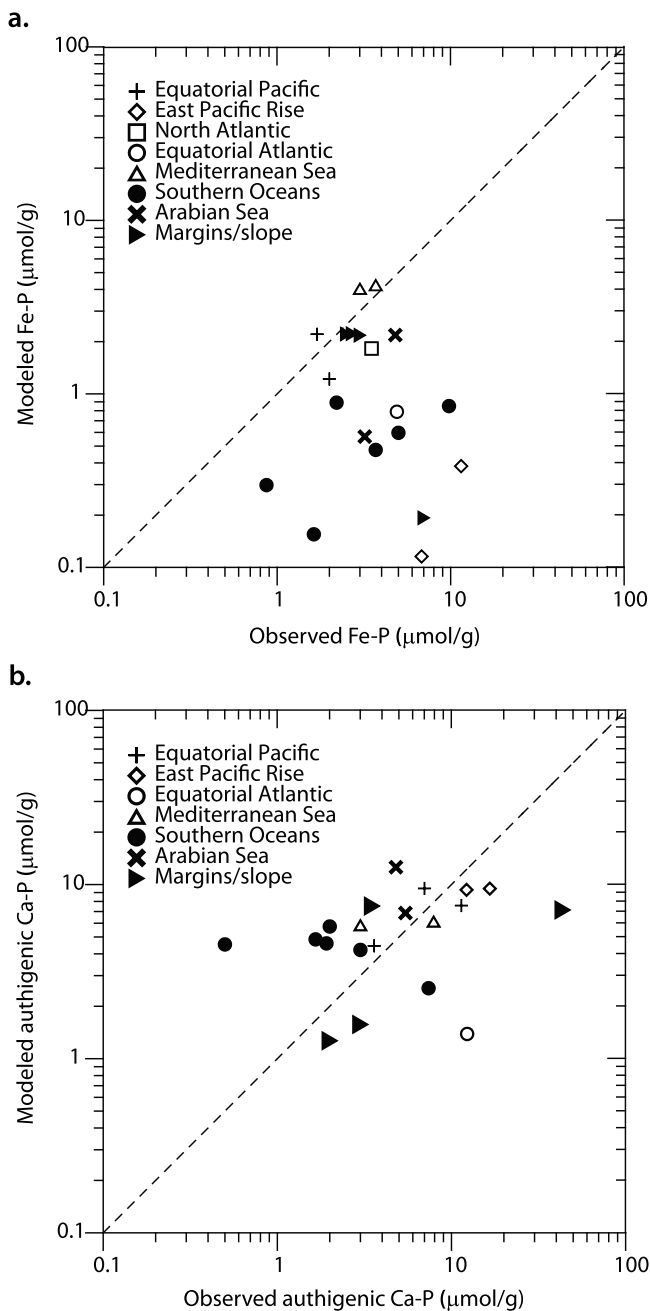 a.
100
Equatorial Pacific
East Pacific Rise
North Atlantic
Equatorial Atlantic
Mediterranean Sea
Southern Oceans
Arabian Sea
Margins/slope
10
1
0.1
Modeled Fe-P (μmol/g)
0.1
1
10
100
Observed Fe-P (μmol/g)
b.
100
Equatorial Pacific
East Pacific Rise
Equatorial Atlantic
Mediterranean Sea
Southern Oceans
Arabian Sea
Margins/slope
10
1
0.1
Modeled authigenic Ca-P (μmol/g)
0.1
1
10
100
Observed authigenic Ca-P (μmol/g)